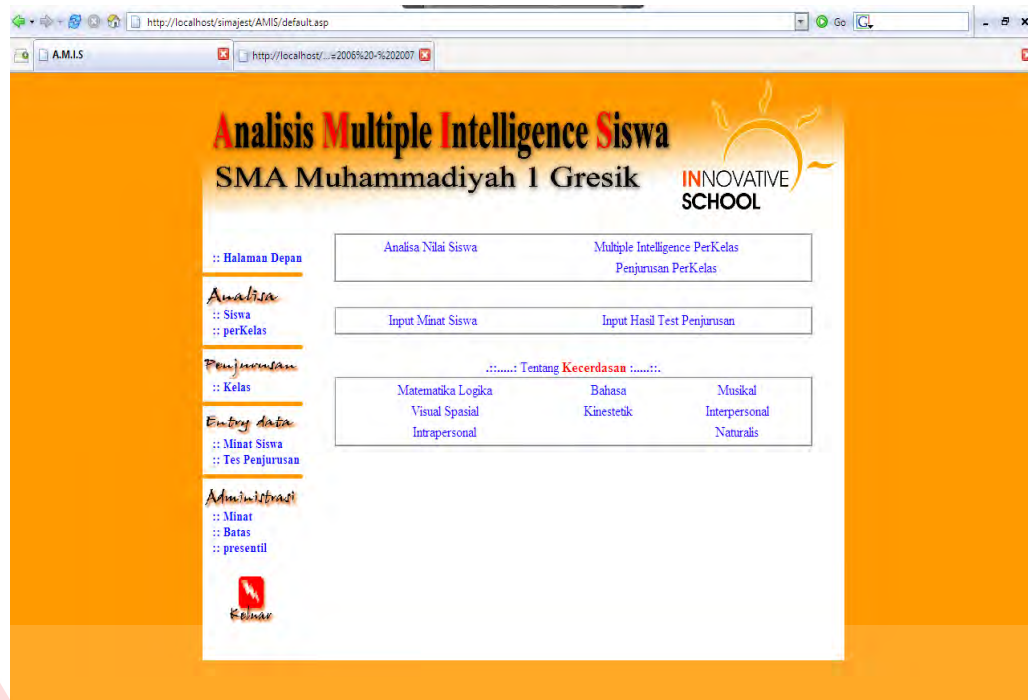 http://localhost/simajest/AMIS/default.asp
Go
A.M.I.S
http://localhost/...=2006%20-%202007
Analisis Multiple Intelligence Siswa
SMA Muhammadiyah 1 Gresik
INNOVATIVE
SCHOOL
:: Halaman Depan
Analisa
:: Siswa
:: perKelas
Penjurusan
:: Kelas
Entry data
:: Minat Siswa
:: Tes Penjurusan
Administrasi
:: Minat
:: Batas
:: presentil
Keluar
Analisa Nilai Siswa Multiple Intelligence PerKelas
Penjurusan PerKelas
Input Minat Siswa Input Hasil Test Penjurusan
.::.....: Tentang Kecerdasan :.....::.
Matematika Logika Bahasa Musikal
Visual Spasial Kinestetik Interpersonal
Intrapersonal Naturalis